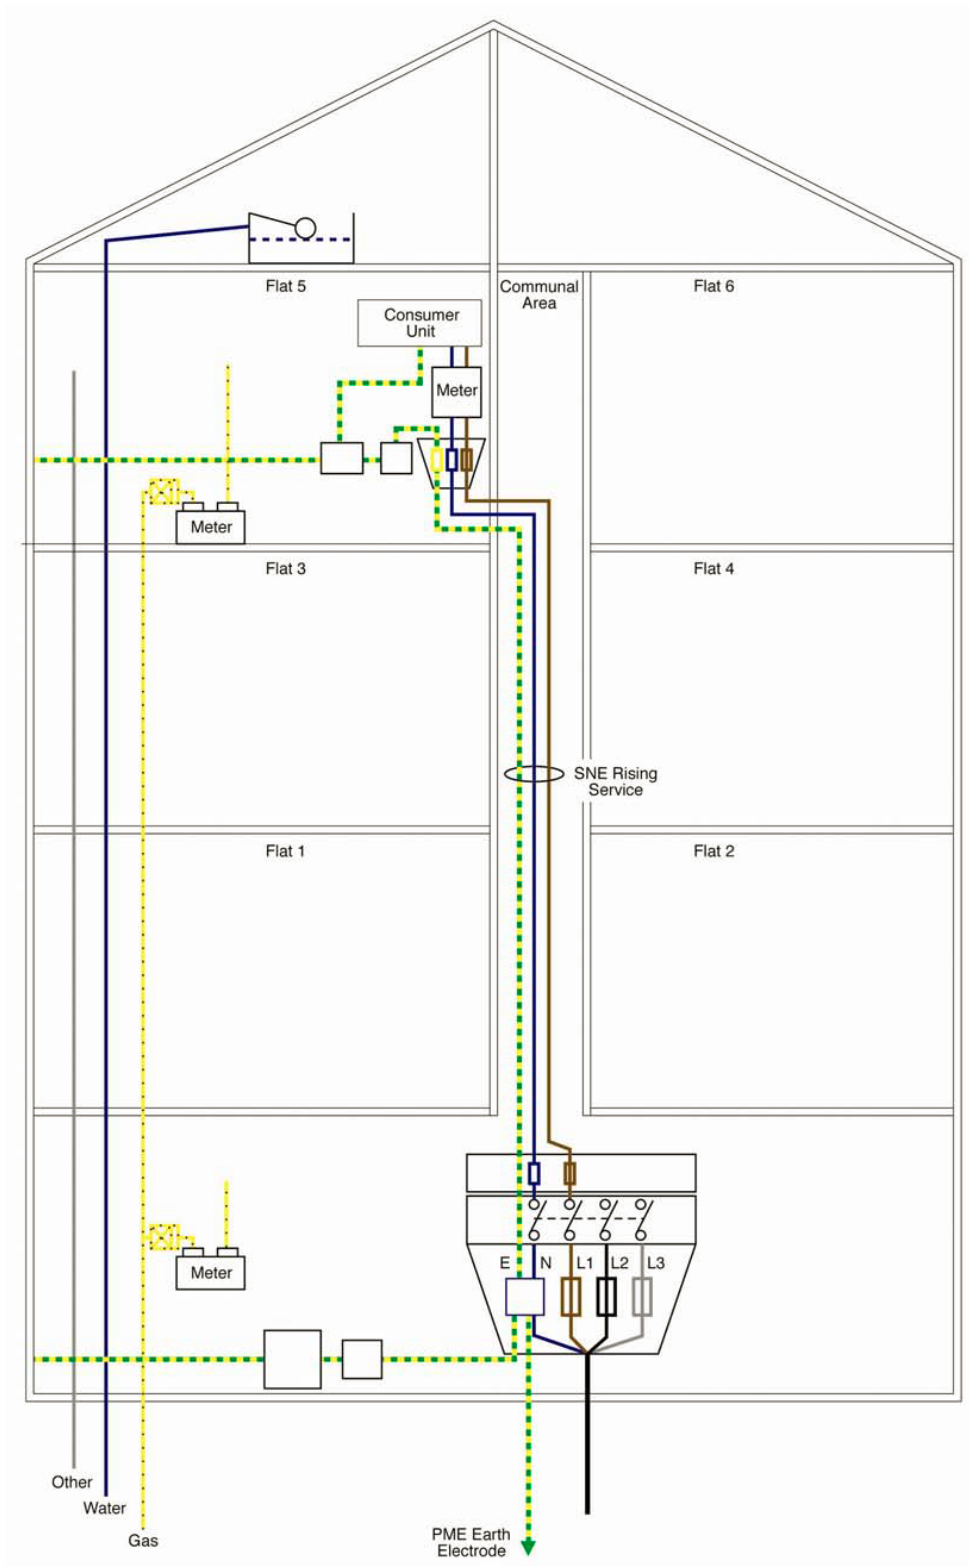 Flat 5
Communal
Area
Flat 6
Consumer
Unit
Meter
Meter
Flat 3
Flat 4
SNE Rising
Service
Flat 1
Flat 2
E
N
L1
L2
L3
Meter
Other
Water
Gas
PME Earth
Electrode